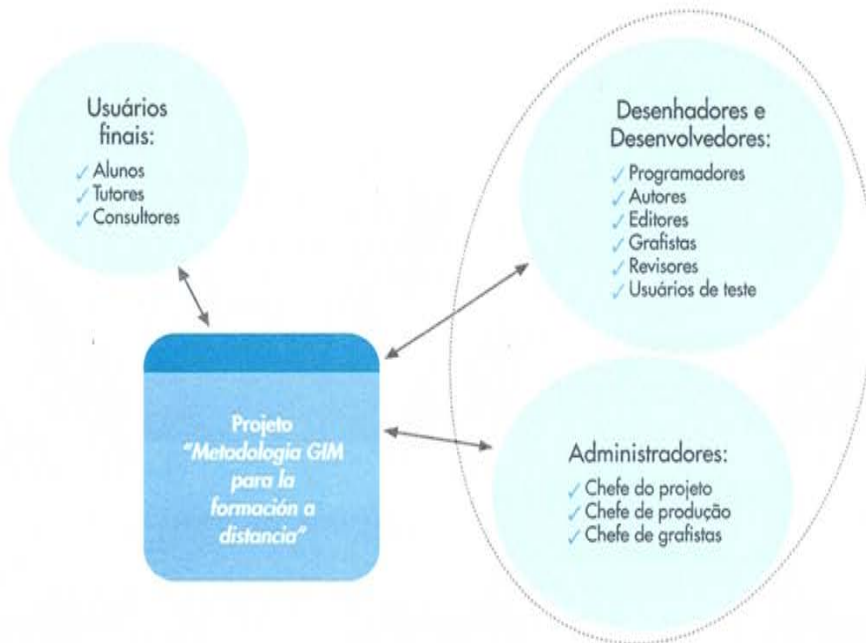 Usuários
finais:
✓ Alunos
✓ Tutores
✓ Consultores
Desenhadores e
Desenvolvedores:
✓ Programadores
✓ Autores
✓ Editores
✓ Grafistas
✓ Revisores
✓ Usuários de teste
Projeto
"Metodologia GIM
para la
formación a
distancia"
Administradores:
✓ Chefe do projeto
✓ Chefe de produção
✓ Chefe de grafistas